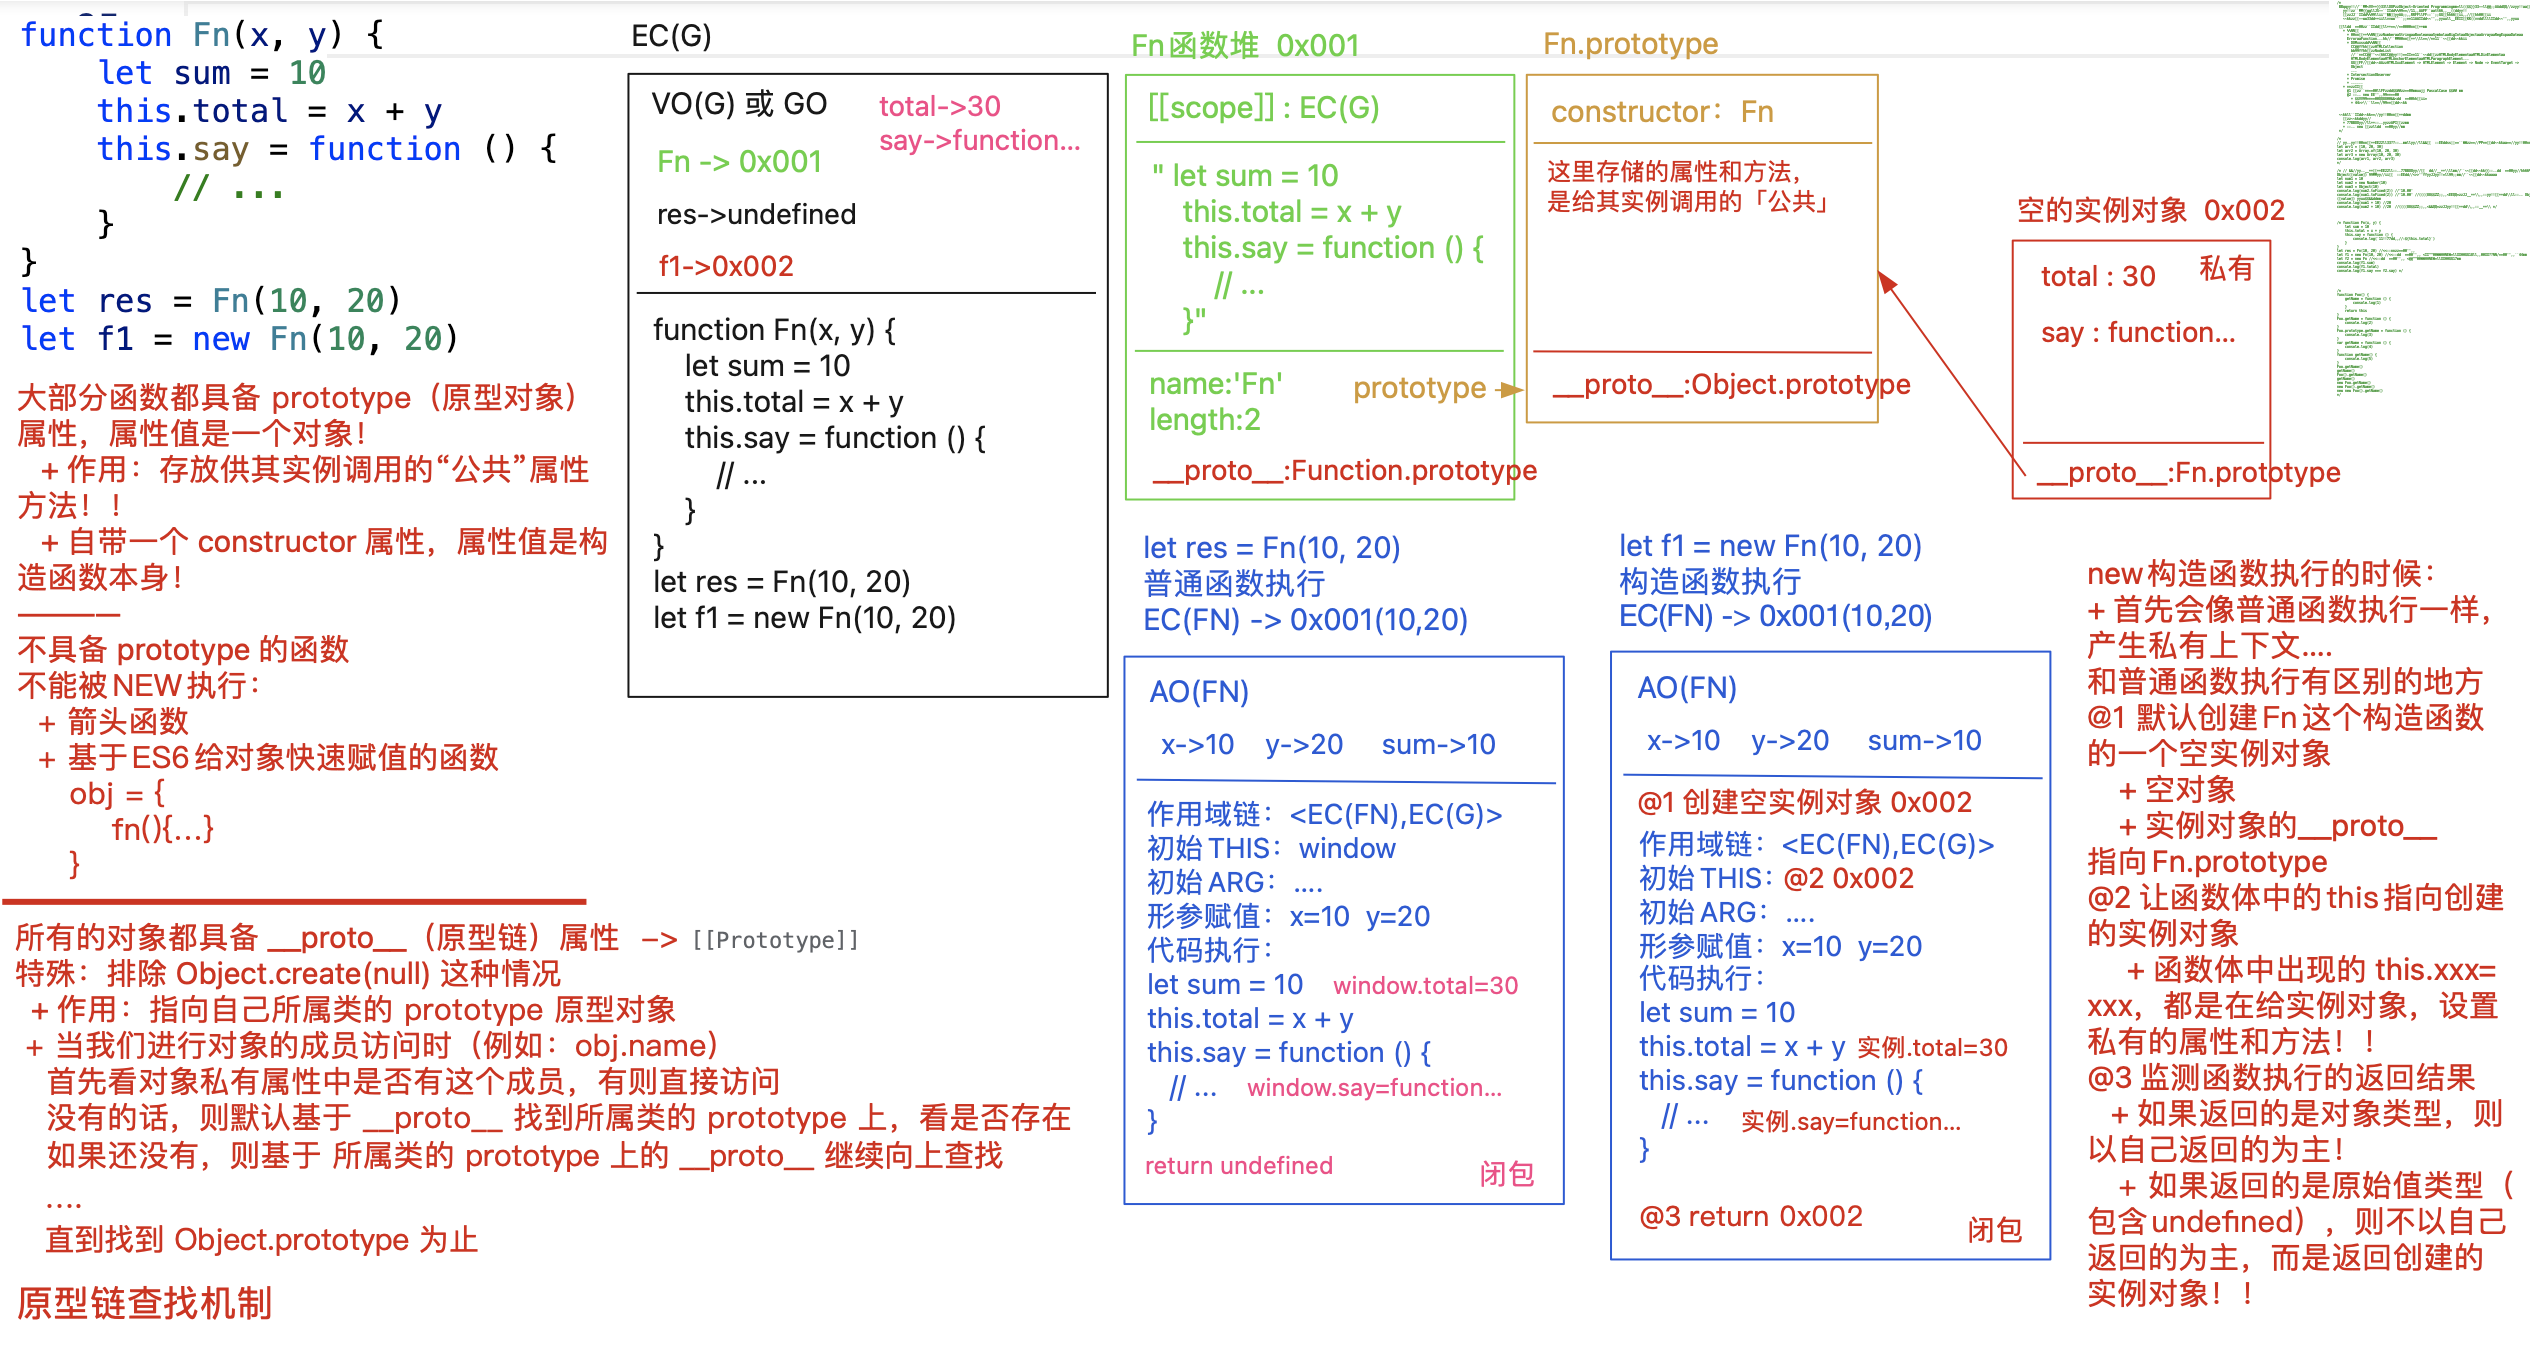 function Fn(x, y) {
    let sum = 10
    this.total = x + y
    this.say = function () {
        // ...
    }
}
let res = Fn(10, 20)
let f1 = new Fn(10, 20)
大部分函数都具备 prototype（原型对象）
属性，属性值是一个对象！
+ 作用：存放供其实例调用的“公共”属性
方法！！
+ 自带一个 constructor 属性，属性值是构
造函数本身！
————
不具备 prototype 的函数
不能被NEW执行：
+ 箭头函数
+ 基于ES6给对象快速赋值的函数
obj = {
fn(){...}
}
所有的对象都具备 __proto__（原型链）属性 —> [[Prototype]]
特殊：排除 Object.create(null) 这种情况
+ 作用：指向自己所属类的 prototype 原型对象
+ 当我们进行对象的成员访问时（例如：obj.name）
首先看对象私有属性中是否有这个成员，有则直接访问
没有的话，则默认基于 __proto__ 找到所属类的 prototype 上，看是否存在
如果还没有，则基于 所属类的 prototype 上的 __proto__ 继续向上查找
....
直到找到 Object.prototype 为止
原型链查找机制
EC(G)
VO(G) 或 GO
total->30
say->function...
Fn -> 0x001
res->undefined
f1->0x002
function Fn(x, y) {
    let sum = 10
    this.total = x + y
    this.say = function () {
        // ...
    }
}
let res = Fn(10, 20)
let f1 = new Fn(10, 20)
Fn函数堆 0x001
[[scope]] : EC(G)
" let sum = 10
this.total = x + y
this.say = function () {
// ...
}"
name:'Fn'
length:2
prototype
__proto__:Function.prototype
Fn.prototype
constructor：Fn
这里存储的属性和方法，
是给其实例调用的「公共」
__proto__:Object.prototype
空的实例对象 0x002
total : 30
私有
say : function...
__proto__:Fn.prototype
let res = Fn(10, 20)
普通函数执行
EC(FN) -> 0x001(10,20)
AO(FN)
x->10 y->20 sum->10
作用域链：<EC(FN),EC(G)>
初始THIS：window
初始ARG：....
形参赋值：x=10 y=20
代码执行：
let sum = 10 window.total=30
this.total = x + y
this.say = function () {
// ... window.say=function...
}
return undefined
闭包
let f1 = new Fn(10, 20)
构造函数执行
EC(FN) -> 0x001(10,20)
AO(FN)
x->10 y->20 sum->10
@1 创建空实例对象 0x002
作用域链：<EC(FN),EC(G)>
初始THIS：@2 0x002
初始ARG：....
形参赋值：x=10 y=20
代码执行：
let sum = 10
this.total = x + y 实例.total=30
this.say = function () {
// ... 实例.say=function...
}
@3 return 0x002
闭包
new构造函数执行的时候：
+ 首先会像普通函数执行一样，
产生私有上下文....
和普通函数执行有区别的地方
@1 默认创建Fn这个构造函数
的一个空实例对象
+ 空对象
+ 实例对象的__proto__
指向Fn.prototype
@2 让函数体中的this指向创建
的实例对象
+ 函数体中出现的 this.xxx=
xxx，都是在给实例对象，设置
私有的属性和方法！！
@3 监测函数执行的返回结果
+ 如果返回的是对象类型，则
以自己返回的为主！
+ 如果返回的是原始值类型（
包含undefined），则不以自己
返回的为主，而是返回创建的
实例对象！！